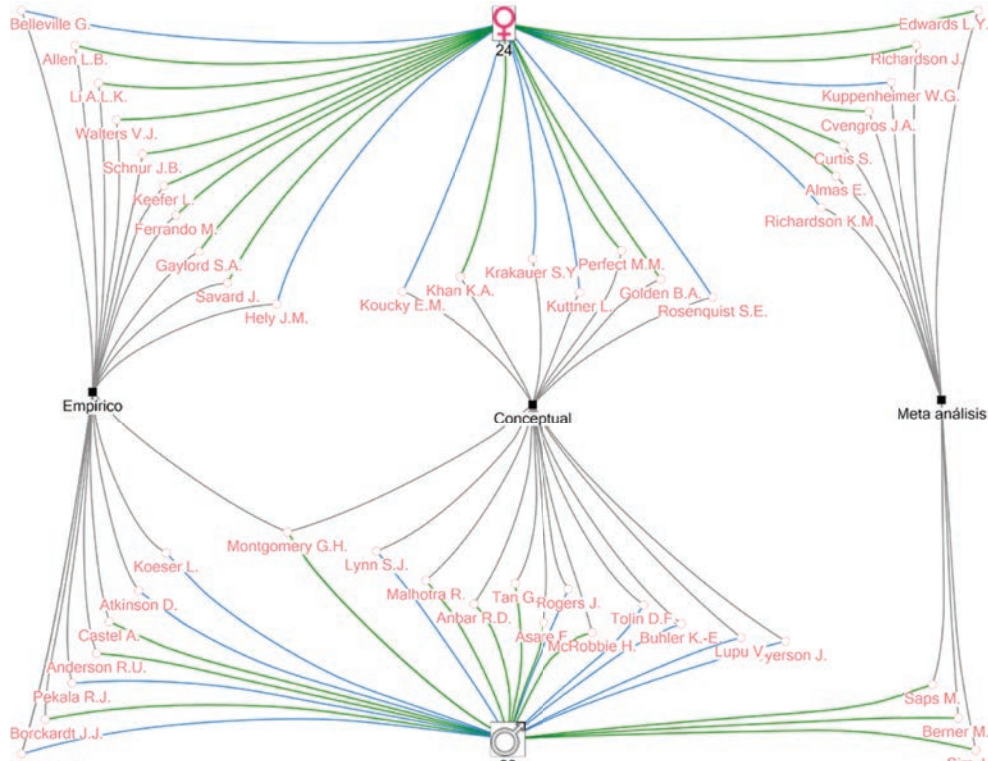 Belleville G.
Edwards L.Y.
24
Allen L.B.
Richardson J.
Li A.L.K.
Kuppenheimer W.G.
Walters V.J.
Cvengros J.A.
Schnur J.B.
Curtis S.
Keefer L.
Almas E.
Ferrando M.
Richardson K.M.
Gaylord S.A.
Krakauer S.Y
Perfect M.M.
Savard J.
Khan K.A.
Golden B.A.
Hely J.M.
Koucky E.M.
Kuttner L.
Rosenquist S.E.
Empírico
Conceptual
Meta análisis
Montgomery G.H.
Koeser L.
Lynn S.J.
Malhotra R.
Tan G.
Rogers J.
Atkinson D.
Anbar R.D.
Tolin D.F.
Castel A.
Asare F.
McRobbie H.
Buhler K.-E
Lupu V.
yerson J.
Anderson R.U.
Pekala R.J.
Saps M.
Borckardt J.J.
Berner M.